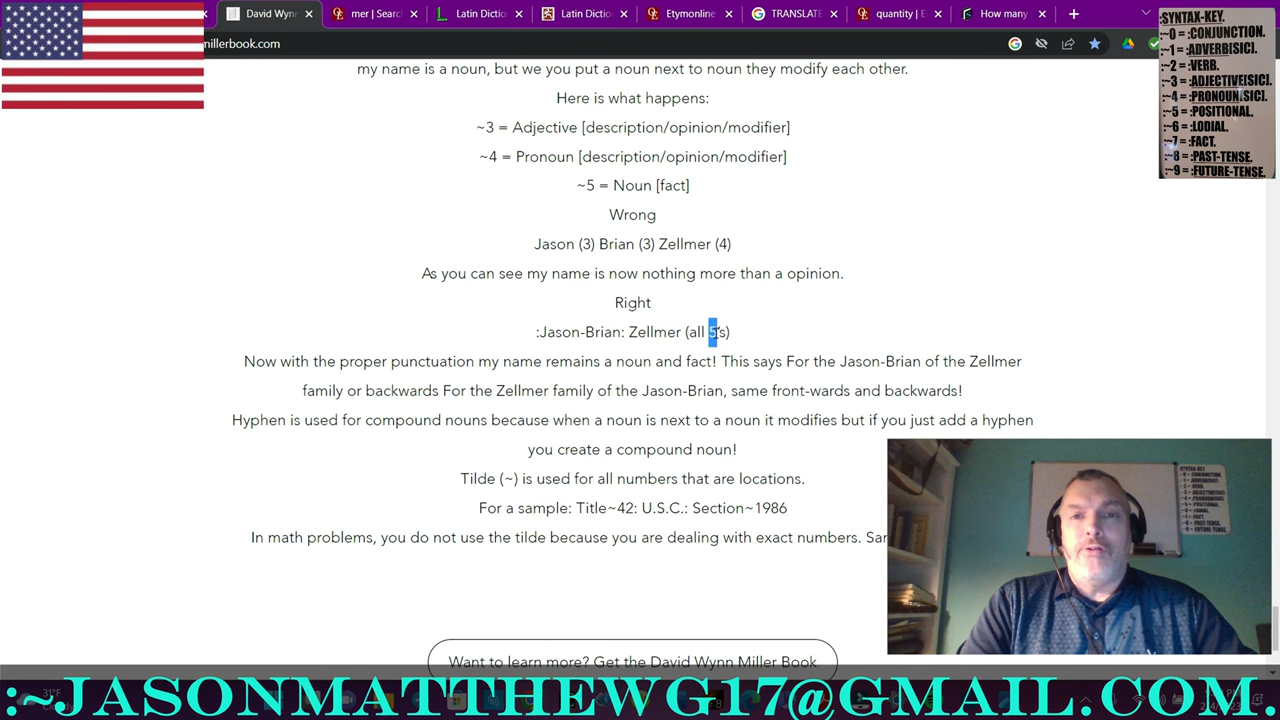 David Wynn
mer | Searc
Latin Dictio
Latin Diction
Etymonline
TRANSLATE
quantity | E
How many
millerbook.com
my name is a noun, but we you put a noun next to noun they modify each other.
Here is what happens:
~3 = Adjective [description/opinion/modifier]
~4 = Pronoun [description/opinion/modifier]
~5 = Noun [fact]
Wrong
Jason (3) Brian (3) Zellmer (4)
As you can see my name is now nothing more than a opinion.
Right
:Jason-Brian: Zellmer (all 5's)
Now with the proper punctuation my name remains a noun and fact! This says For the Jason-Brian of the Zellmer
family or backwards For the Zellmer family of the Jason-Brian, same front-wards and backwards!
Hyphen is used for compound nouns because when a noun is next to a noun it modifies but if you just add a hyphen
you create a compound noun!
Tilde (~) is used for all numbers that are locations.
For a sample: Title~42: U.S.C.: Section~1986
In math problems, you do not use the tilde because you are dealing with exact numbers.
Want to learn more? Get the David Wynn Miller Book
:SYNTAX-KEY.
:~0 = :CONJUNCTION.
:~1 = :ADVERB[SIC].
:~2 = :VERB.
:~3 = :ADJECTIVE[SIC].
:~4 = :PRONOUN[SIC].
:~5 = :POSITIONAL.
:~6 = :LODIAL.
:~7 = :FACT.
:~8 = :PAST-TENSE.
:~9 = :FUTURE-TENSE.
31°F
:~.JASONMATTHEWG17@GMAIL.COM.